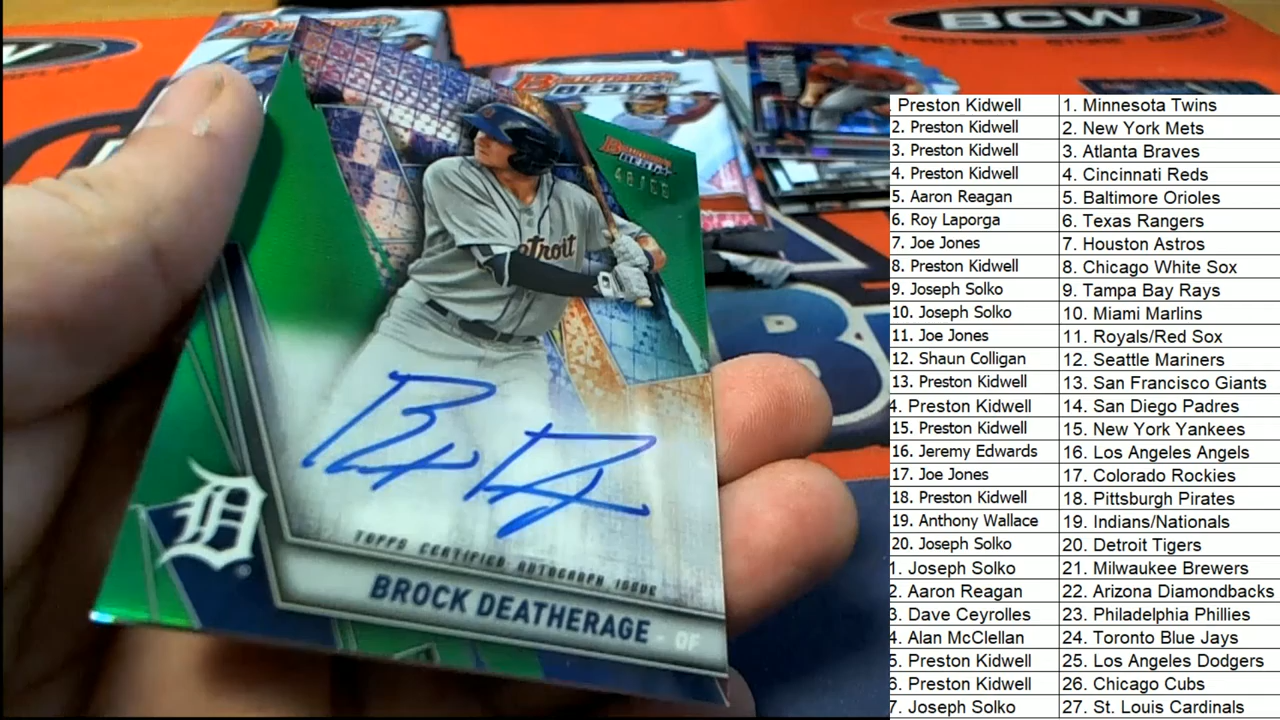 BCW
BOWMAN'S
BEST
BOWMAN'S
BEST
Detroit
D
TOPPS CERTIFIED AUTOGRAPH ISSUE
BROCK DEATHERAGE - OF
Preston Kidwell 1. Minnesota Twins
2. Preston Kidwell 2. New York Mets
3. Preston Kidwell 3. Atlanta Braves
4. Preston Kidwell 4. Cincinnati Reds
5. Aaron Reagan 5. Baltimore Orioles
6. Roy Laporga 6. Texas Rangers
7. Joe Jones 7. Houston Astros
8. Preston Kidwell 8. Chicago White Sox
9. Joseph Solko 9. Tampa Bay Rays
10. Joseph Solko 10. Miami Marlins
11. Joe Jones 11. Royals/Red Sox
12. Shaun Colligan 12. Seattle Mariners
13. Preston Kidwell 13. San Francisco Giants
4. Preston Kidwell 14. San Diego Padres
15. Preston Kidwell 15. New York Yankees
16. Jeremy Edwards 16. Los Angeles Angels
17. Joe Jones 17. Colorado Rockies
18. Preston Kidwell 18. Pittsburgh Pirates
19. Anthony Wallace 19. Indians/Nationals
20. Joseph Solko 20. Detroit Tigers
1. Joseph Solko 21. Milwaukee Brewers
2. Aaron Reagan 22. Arizona Diamondbacks
3. Dave Ceyrolles 23. Philadelphia Phillies
4. Alan McClellan 24. Toronto Blue Jays
5. Preston Kidwell 25. Los Angeles Dodgers
6. Preston Kidwell 26. Chicago Cubs
7. Joseph Solko 27. St. Louis Cardinals